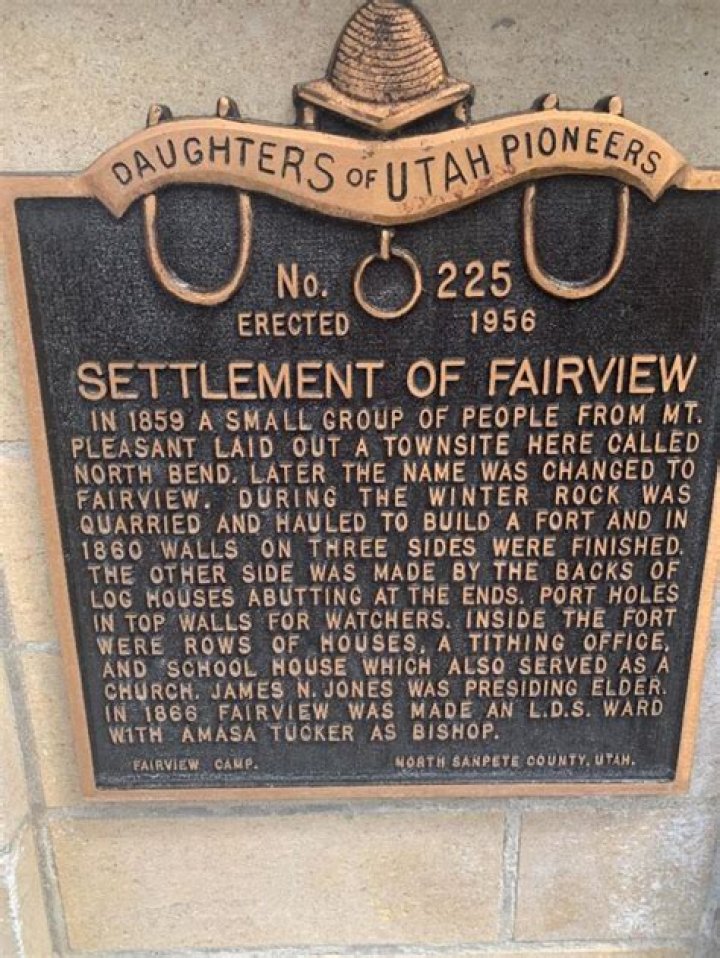 DAUGHTERS OF UTAH PIONEERS
No. 225
ERECTED 1956
SETTLEMENT OF FAIRVIEW
IN 1859 A SMALL GROUP OF PEOPLE FROM MT.
PLEASANT LAID OUT A TOWNSITE HERE CALLED
NORTH BEND. LATER THE NAME WAS CHANGED TO
FAIRVIEW. DURING THE WINTER ROCK WAS
QUARRIED AND HAULED TO BUILD A FORT AND IN
1860 WALLS ON THREE SIDES WERE FINISHED.
THE OTHER SIDE WAS MADE BY THE BACKS OF
LOG HOUSES ABUTTING AT THE ENDS. PORT HOLES
IN TOP WALLS FOR WATCHERS. INSIDE THE FORT
WERE ROWS OF HOUSES, A TITHING OFFICE,
AND SCHOOL HOUSE WHICH ALSO SERVED AS A
CHURCH. JAMES N. JONES WAS PRESIDING ELDER.
IN 1866 FAIRVIEW WAS MADE AN L.D.S. WARD
WITH AMASA TUCKER AS BISHOP.
FAIRVIEW CAMP. NORTH SANPETE COUNTY, UTAH.